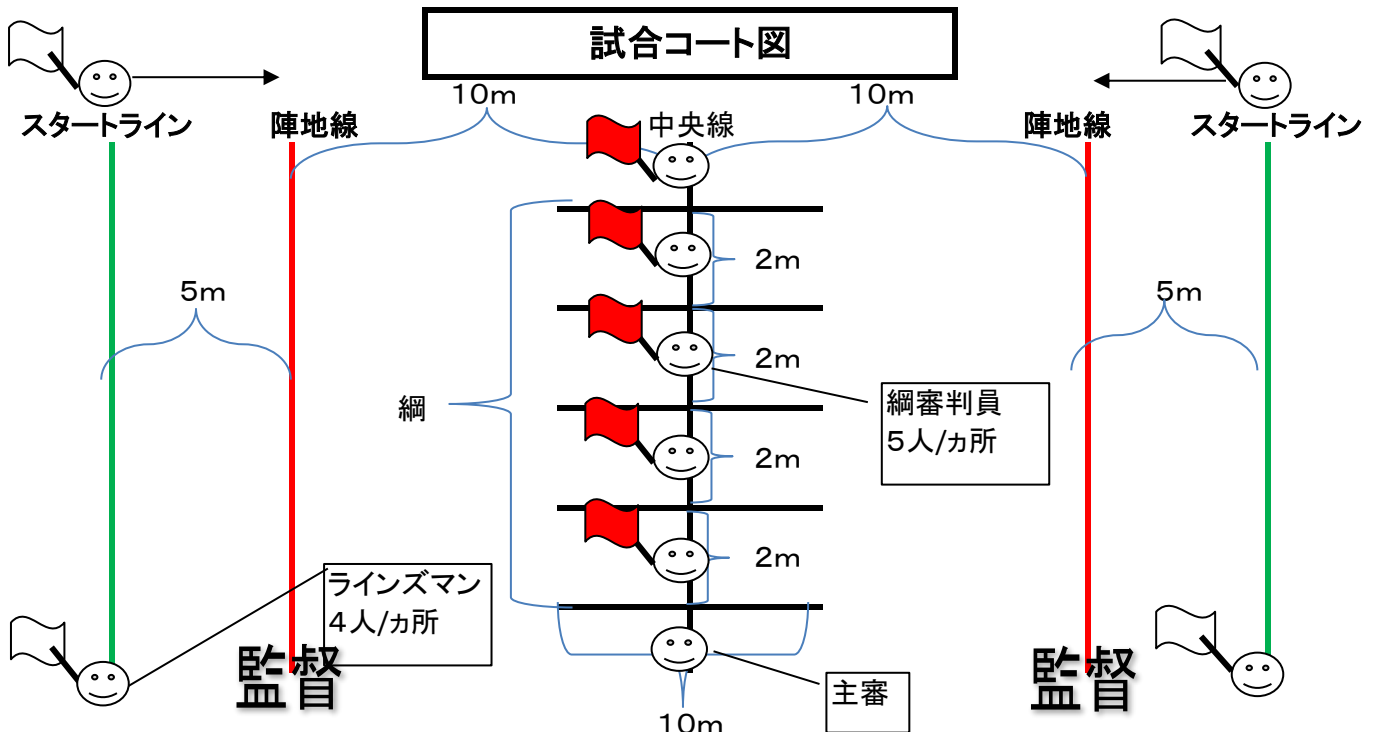 試合コート図
10m
10m
スタートライン
陣地線
中央線
陣地線
スタートライン
2m
5m
5m
2m
綱
綱審判員
5人/ヵ所
2m
2m
ラインズマン
4人/ヵ所
監督
監督
主審
10m